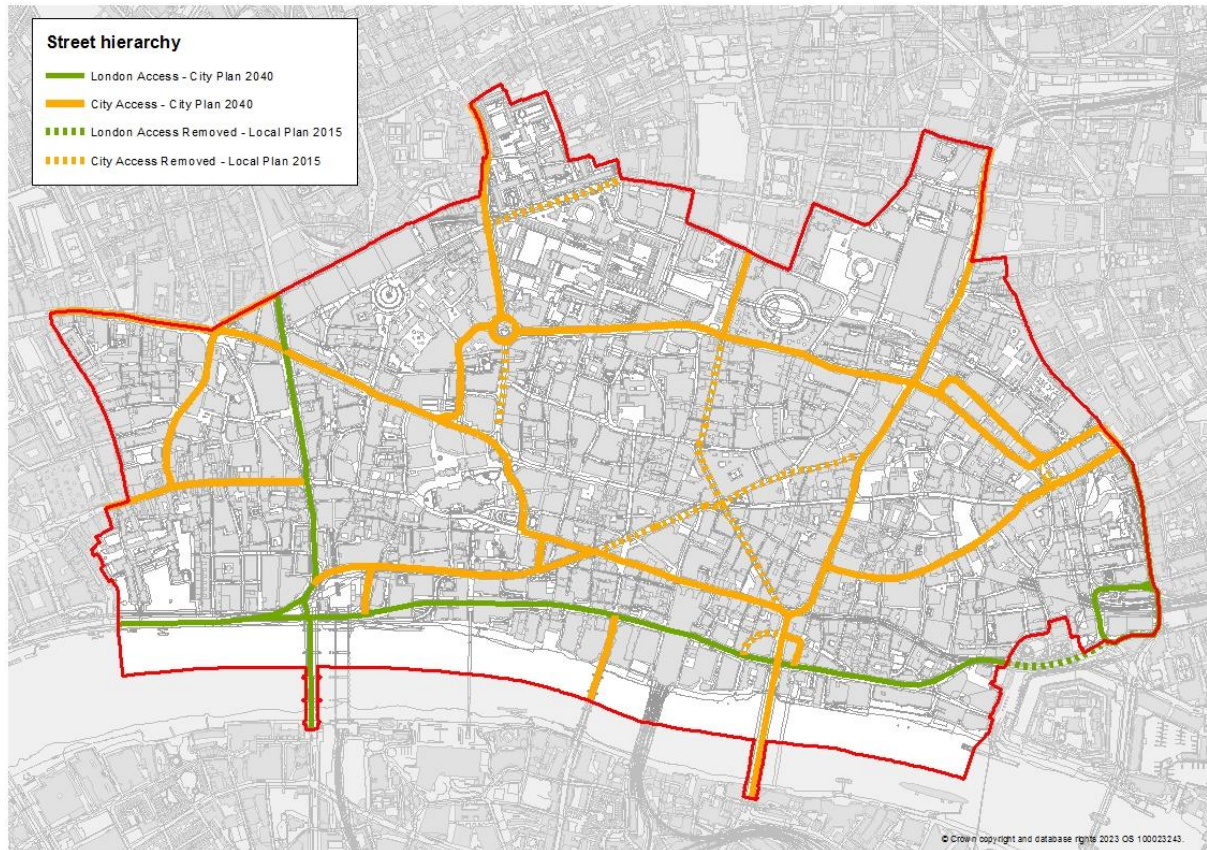 Street hierarchy
London Access - City Plan 2040
City Access - City Plan 2040
London Access Removed - Local Plan 2015
City Access Removed - Local Plan 2015
© Crown copyright and database rights 2023 OS 100023243.